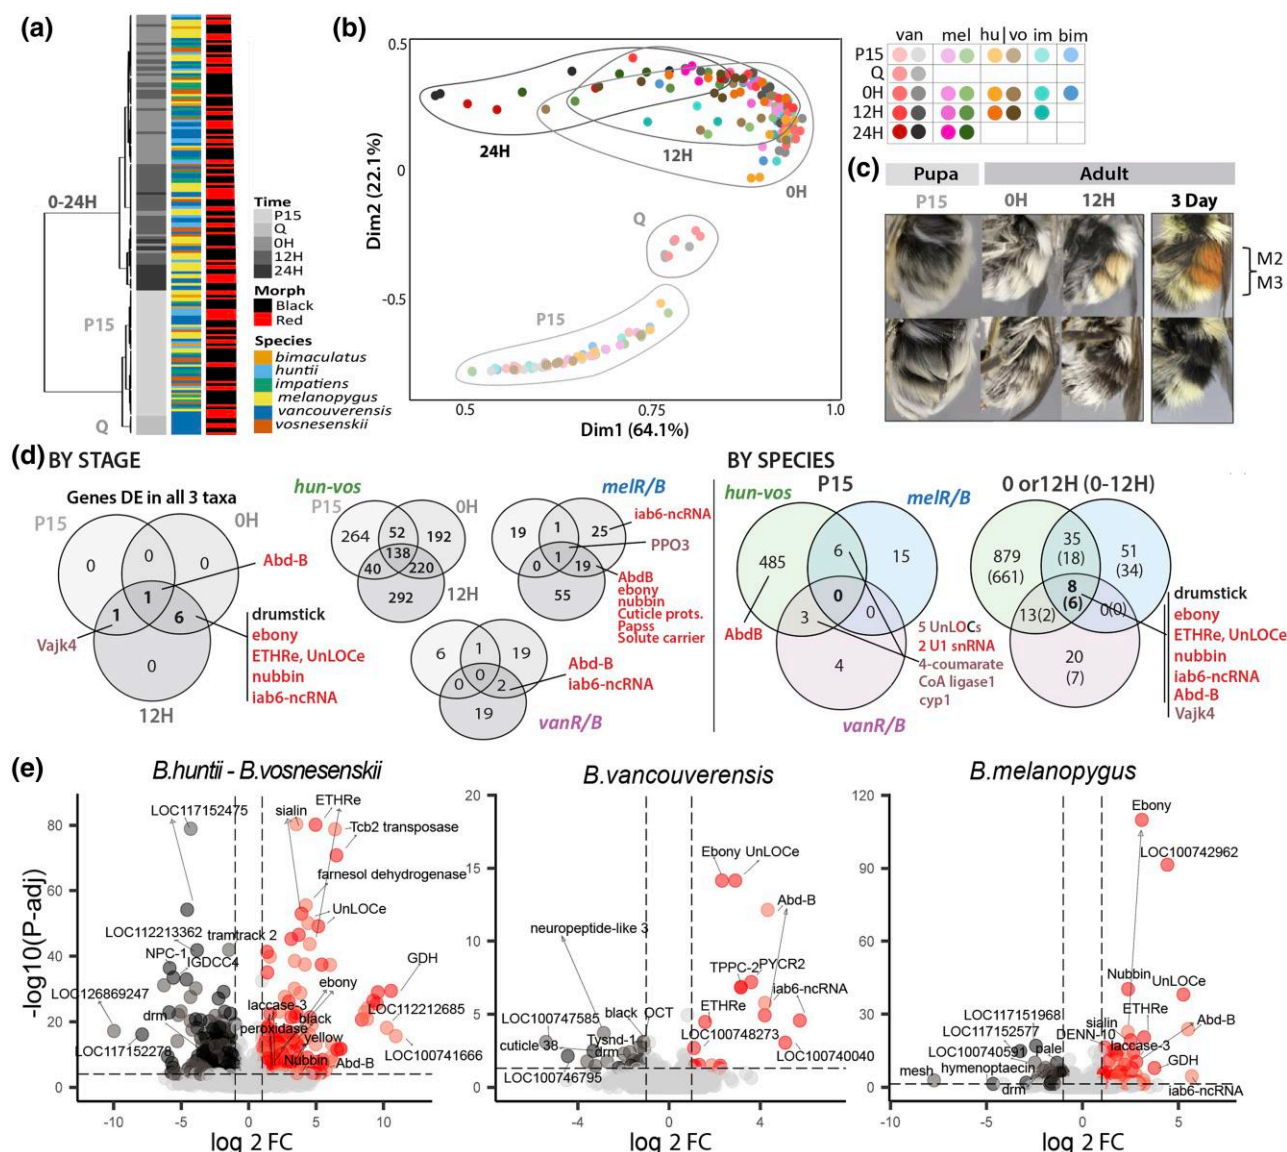 (a)
0-24H
P15
Q
Time
P15
Q
0H
12H
24H
Morph
Black
Red
Species
bimaculatus
huntii
impatiens
melanopygus
vancouverensis
vosnesenskii
(b)
0.5
0
-0.5
Dim2 (22.1%)
24H
12H
0H
Q
P15
0.5 0.75 1.0
Dim1 (64.1%)
van mel hu|vo im bim
P15
Q
0H
12H
24H
(c)
Pupa Adult
P15 0H 12H 3 Day
M2
M3
(d) BY STAGE
Genes DE in all 3 taxa
P15 0H
0 0 0
1 1 6
0
12H
Abd-B
Vajk4
drumstick
ebony
ETHRe, UnLOCe
nubbin
iab6-ncRNA
hun-vos
P15 0H
264 52 192
138
40 220
292
12H
melR/B
19 1 25
1
0 19
55
iab6-ncRNA
PPO3
AbdB
ebony
nubbin
Cuticle prots.
Papss
Solute carrier
6 1 19
0
0 2
19
Abd-B
iab6-ncRNA
vanR/B
BY SPECIES
hun-vos P15 melR/B
485 6 15
0
3 0
4
AbdB
5 UnLOCs
2 U1 snRNA
4-coumarate
CoA ligase1
cyp1
vanR/B
0 or12H (0-12H)
879 35 51
(661) (18) (34)
8
(6)
13(2) 0(0)
20
(7)
drumstick
ebony
ETHRe, UnLOCe
nubbin
iab6-ncRNA
Abd-B
Vajk4
(e)
B.huntii - B.vosnesenskii
-log10(P-adj)
80
60
40
20
0
-10 -5 0 5
log 2 FC
LOC117152475
sialin
ETHRe
Tcb2 transposase
farnesol dehydrogenase
UnLOCe
LOC112213362
tramtrack 2
NPC-1
IGDCC4
GDH
LOC126869247
ebony
laccase-3
LOC112212685
drm
black
peroxidase
yellow
LOC117152278
Nubbin
Abd-B
LOC100741666
B.vancouverensis
20
15
10
5
0
-4 0 4
log 2 FC
Ebony UnLOCe
Abd-B
neuropeptide-like 3
TPPC-2
PYCR2
iab6-ncRNA
ETHRe
black OCT
LOC100747585
Tysnd-1
LOC100748273
cuticle 38
drm
LOC100740040
LOC100746795
B.melanopygus
120
90
60
30
0
-10 -5 0 5
log 2 FC
Ebony
LOC100742962
Nubbin
UnLOCe
ETHRe
Abd-B
sialin
LOC117151968
DENN-10
LOC117152577
laccase-3
pale
LOC100740591
GDH
hymenoptaecin
mesh
drm
iab6-ncRNA